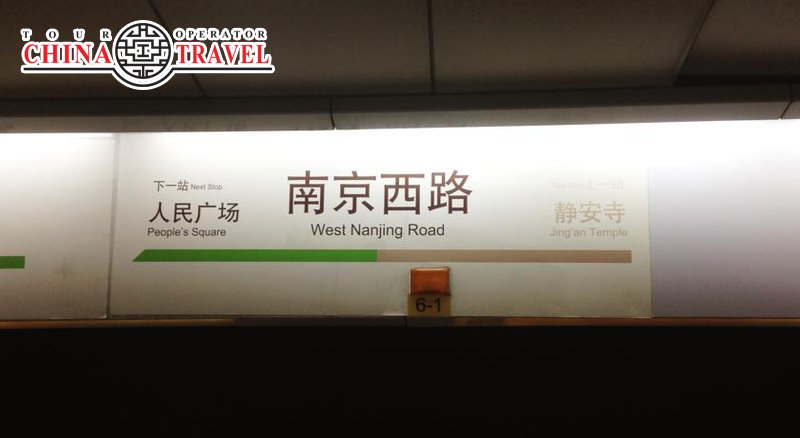 TOUR OPERATOR
CHINA TRAVEL
下一站 Next Stop
人民广场
People's Square
南京西路
West Nanjing Road
Past Stop 上一站
静安寺
Jing'an Temple
6-1